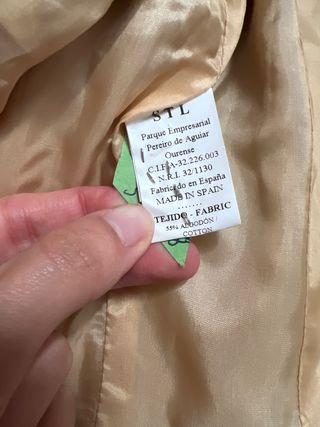 STL
Parque Empresarial
Pereiro de Aguiar
Ourense
C.I.F.A-32.226.003
N.R.I. 32/1130
Fabricado en España
MADE IN SPAIN
.......
TEJIDO - FABRIC
55% ALGODÓN/
COTTON